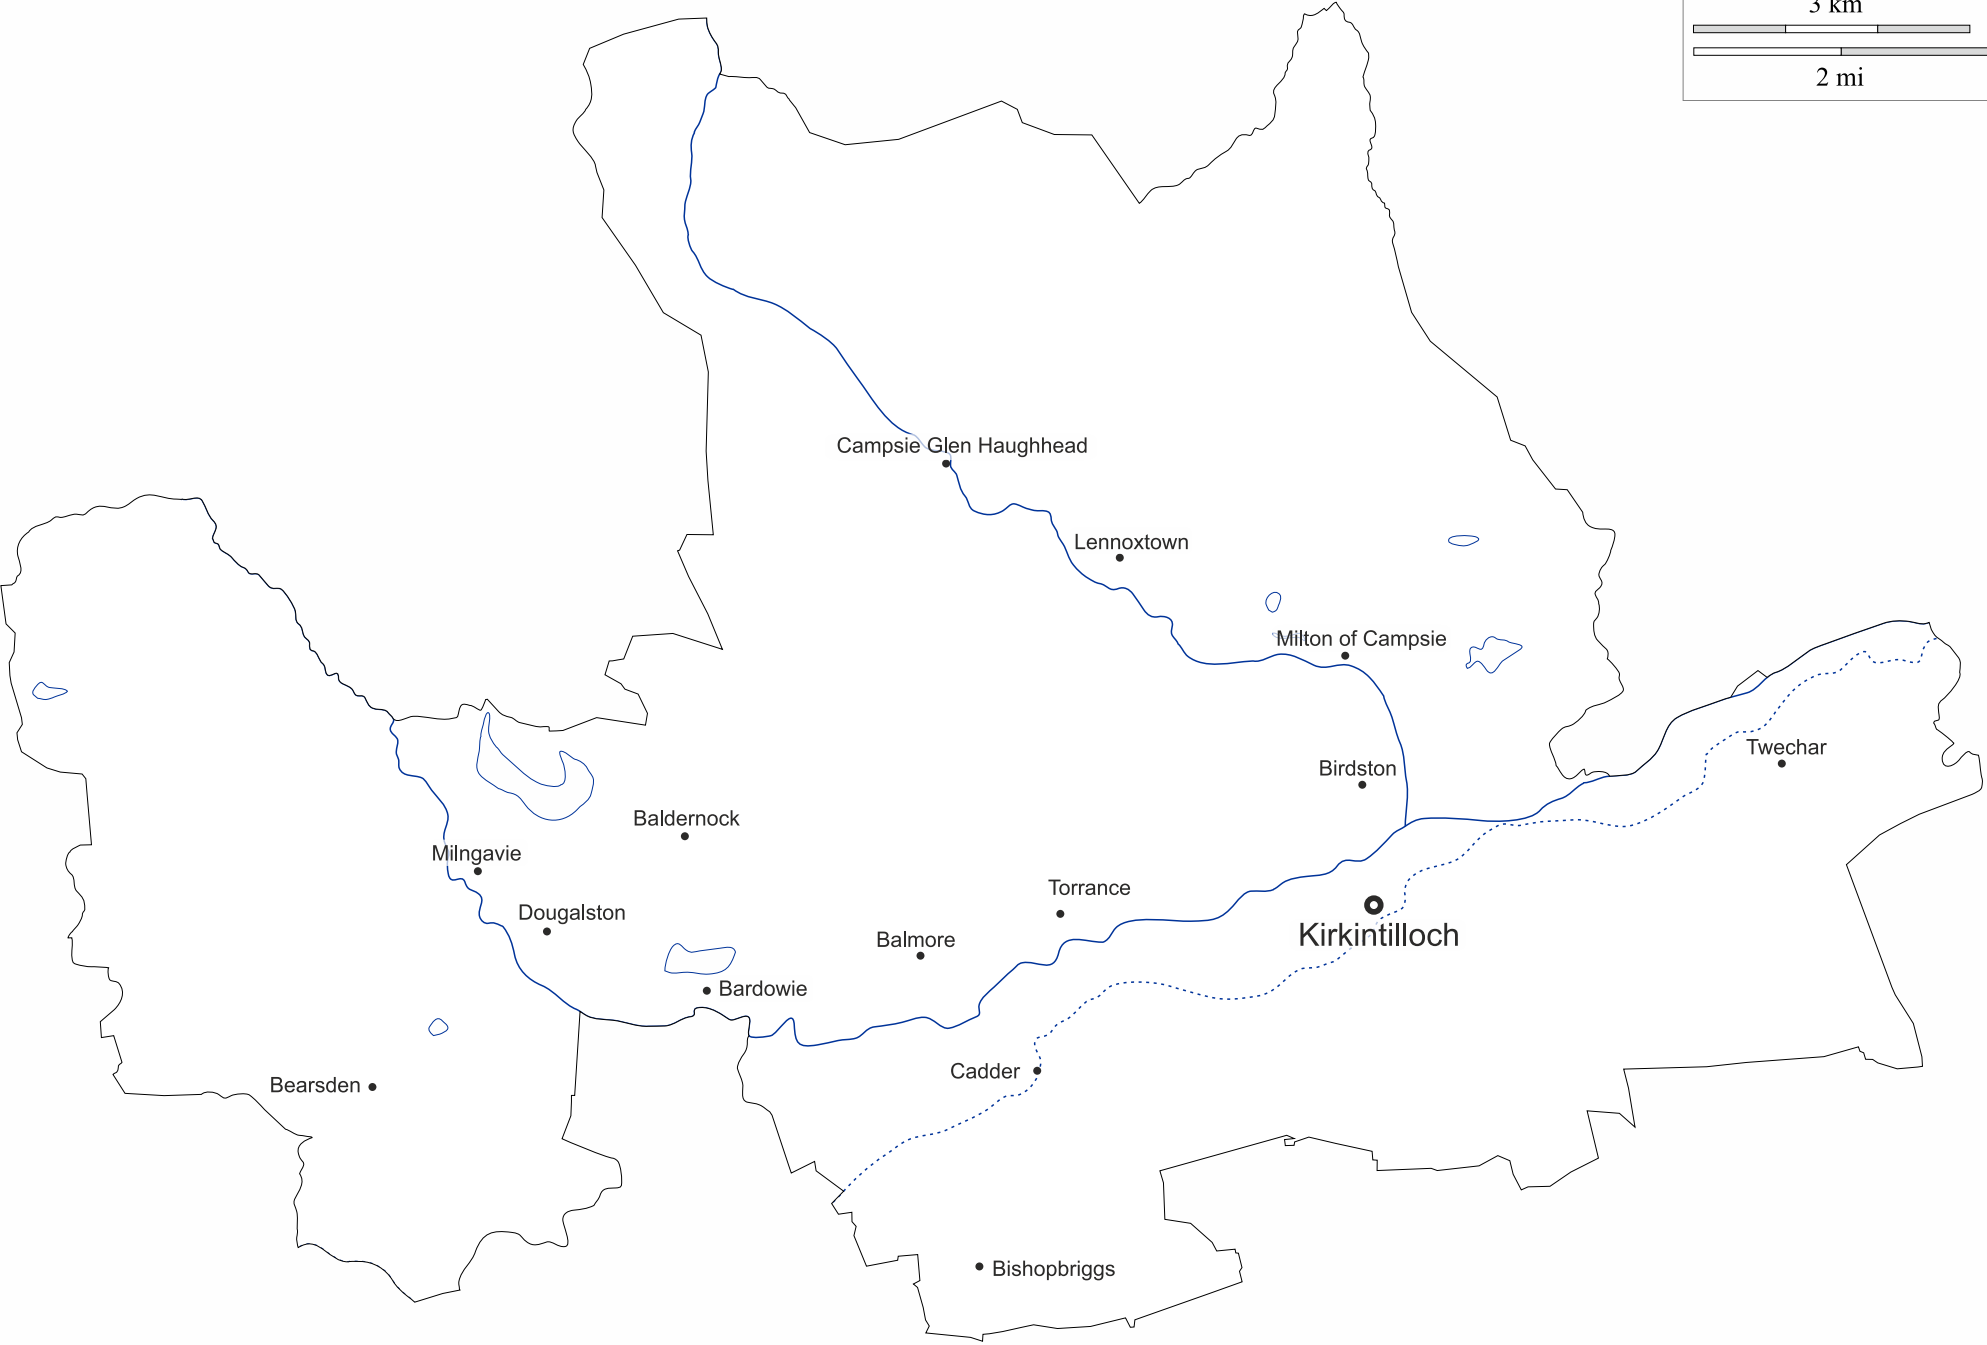 3 km
2 mi
Campsie Glen Haughhead
Lennoxtown
Milton of Campsie
Twechar
Birdston
Baldernock
Milngavie
Torrance
Dougalston
Kirkintilloch
Balmore
Bardowie
Cadder
Bearsden
Bishopbriggs